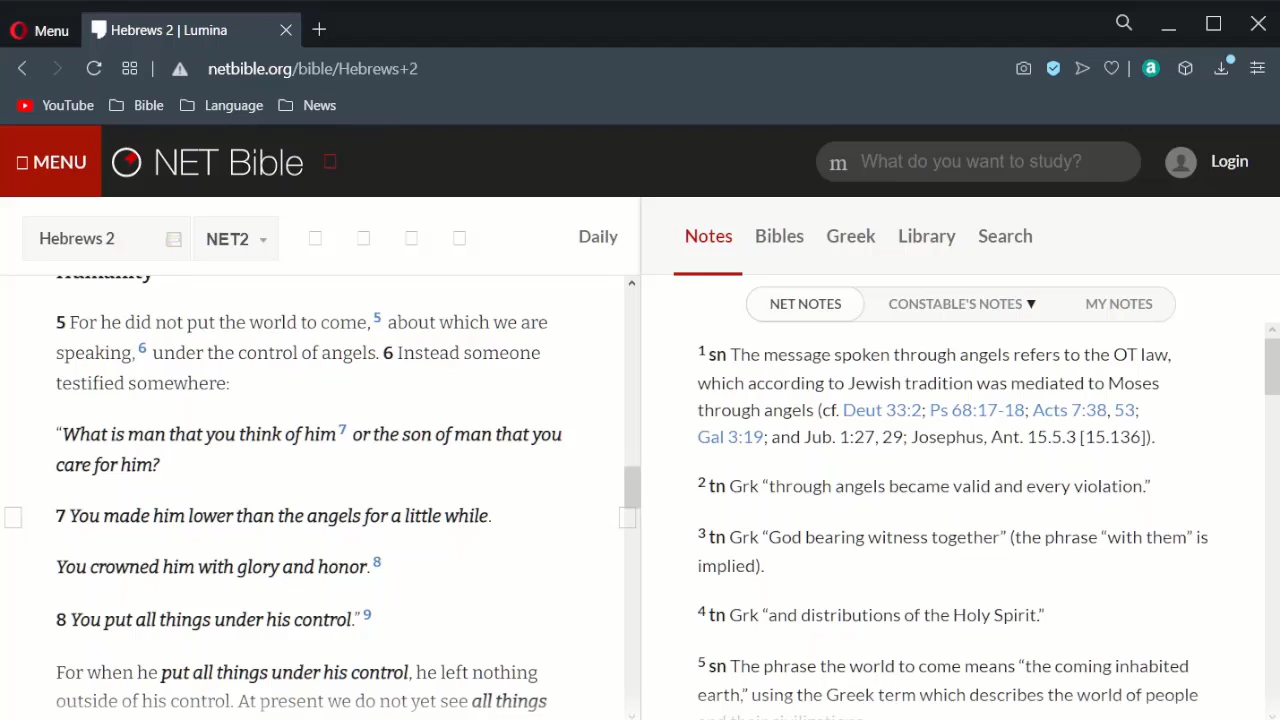 Menu
Hebrews 2 | Lumina
netbible.org/bible/Hebrews+2
a
YouTube Bible Language News
MENU NET Bible
m What do you want to study?
Login
Hebrews 2 NET2 Daily
Humanity
5 For he did not put the world to come, 5 about which we are
speaking, 6 under the control of angels. 6 Instead someone
testified somewhere:
“What is man that you think of him 7 or the son of man that you
care for him?
7 You made him lower than the angels for a little while.
You crowned him with glory and honor. 8
8 You put all things under his control.” 9
For when he put all things under his control, he left nothing
outside of his control. At present we do not yet see all things
Notes Bibles Greek Library Search
NET NOTES CONSTABLE'S NOTES ▼ MY NOTES
1 sn The message spoken through angels refers to the OT law,
which according to Jewish tradition was mediated to Moses
through angels (cf. Deut 33:2; Ps 68:17-18; Acts 7:38, 53;
Gal 3:19; and Jub. 1:27, 29; Josephus, Ant. 15.5.3 [15.136]).
2 tn Grk “through angels became valid and every violation.”
3 tn Grk “God bearing witness together” (the phrase “with them” is
implied).
4 tn Grk “and distributions of the Holy Spirit.”
5 sn The phrase the world to come means “the coming inhabited
earth,” using the Greek term which describes the world of people
and their civilizations.